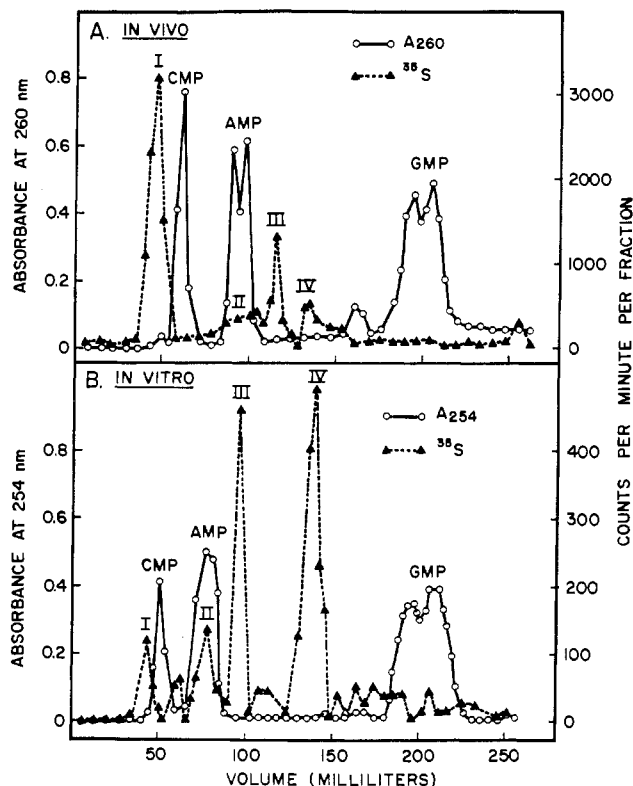 A. IN VIVO
A260
35S
I
CMP
AMP
II
III
IV
GMP
0.8
0.6
0.4
0.2
0
3000
2000
1000
0
ABSORBANCE AT 260 nm
B. IN VITRO
A254
35S
I
CMP
AMP
II
III
IV
GMP
0.8
0.6
0.4
0.2
0
400
300
200
100
0
ABSORBANCE AT 254 nm
COUNTS PER MINUTE PER FRACTION
50
100
150
200
250
VOLUME (MILLILITERS)